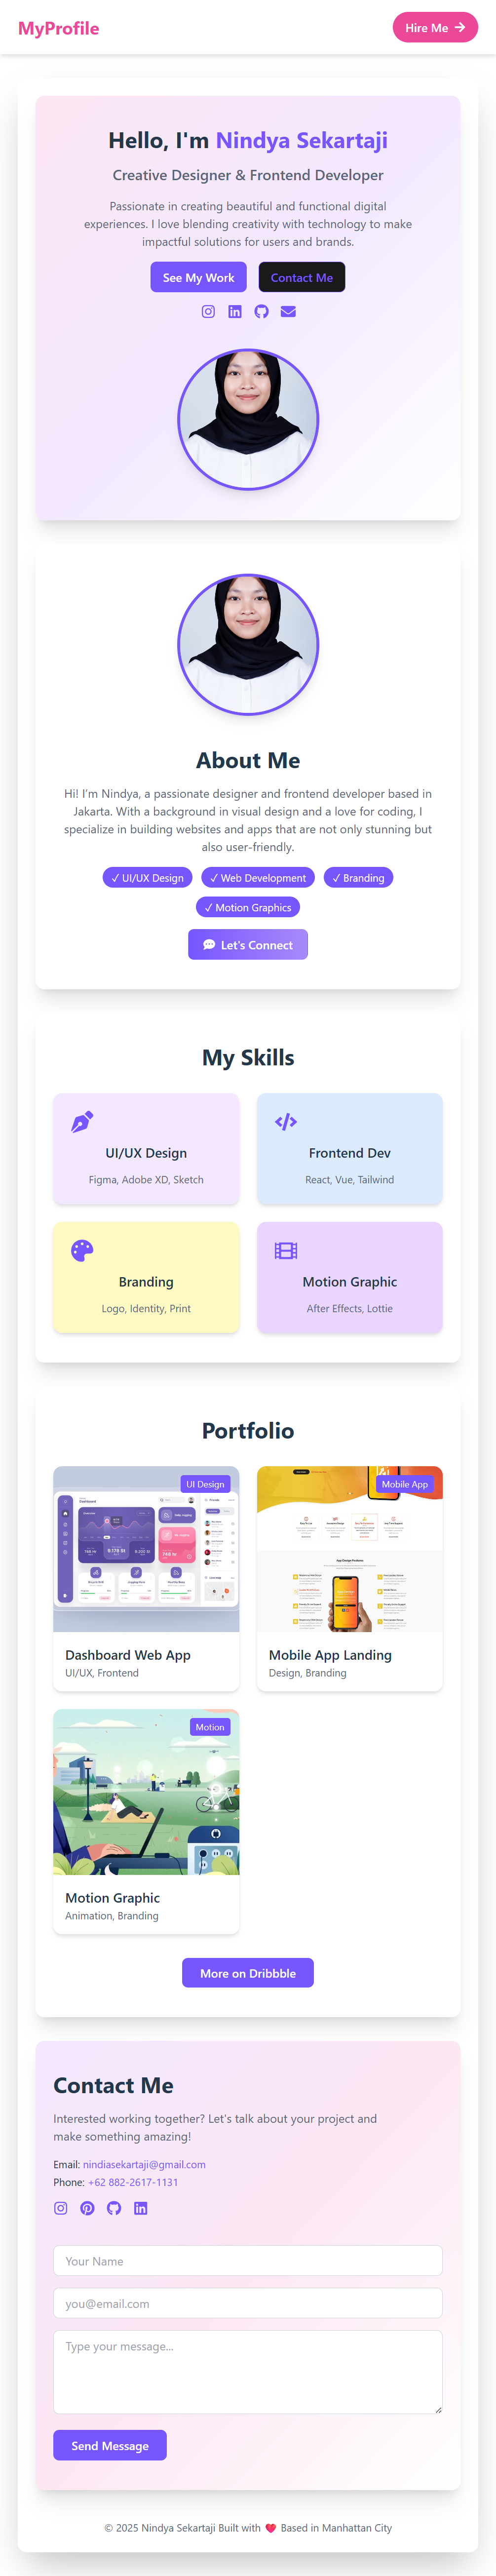 MyProfile
Hire Me
Hello, I'm Nindya Sekartaji
Creative Designer & Frontend Developer
Passionate in creating beautiful and functional digital
experiences. I love blending creativity with technology to make
impactful solutions for users and brands.
See My Work
Contact Me
About Me
Hi! I'm Nindya, a passionate designer and frontend developer based in
Jakarta. With a background in visual design and a love for coding, I
specialize in building websites and apps that are not only stunning but
also user-friendly.
✓ UI/UX Design
✓ Web Development
✓ Branding
✓ Motion Graphics
Let's Connect
My Skills
UI/UX Design
Figma, Adobe XD, Sketch
Frontend Dev
React, Vue, Tailwind
Branding
Logo, Identity, Print
Motion Graphic
After Effects, Lottie
Portfolio
UI Design
Dashboard
Dashboard Web App
UI/UX, Frontend
Mobile App
Mobile App Landing
Design, Branding
Motion
Motion Graphic
Animation, Branding
More on Dribbble
Contact Me
Interested working together? Let's talk about your project and
make something amazing!
Email: nindiasekartaji@gmail.com
Phone: +62 882-2617-1131
Your Name
you@email.com
Type your message...
Send Message
© 2025 Nindya Sekartaji Built with ❤ Based in Manhattan City